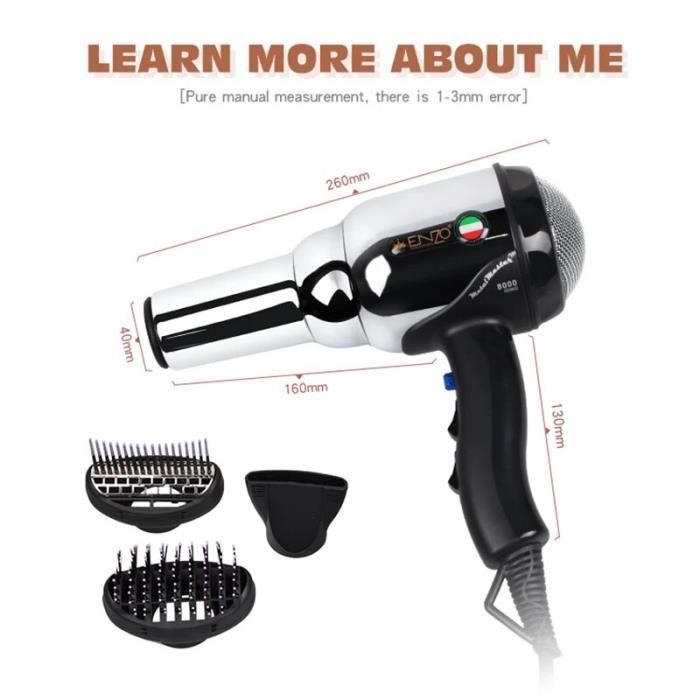 LEARN MORE ABOUT ME
[Pure manual measurement, there is 1-3mm error]
260mm
ENZO
8000
40mm
160mm
130mm